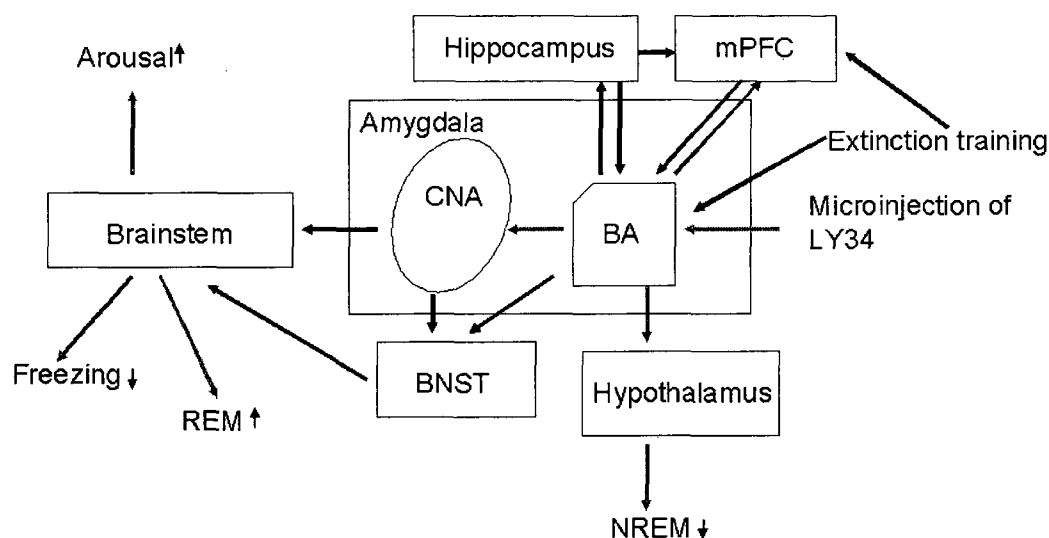 Hippocampus
mPFC
Arousal↑
Amygdala
Extinction training
CNA
Microinjection of
LY34
Brainstem
BA
Freezing↓
BNST
Hypothalamus
REM↑
NREM↓